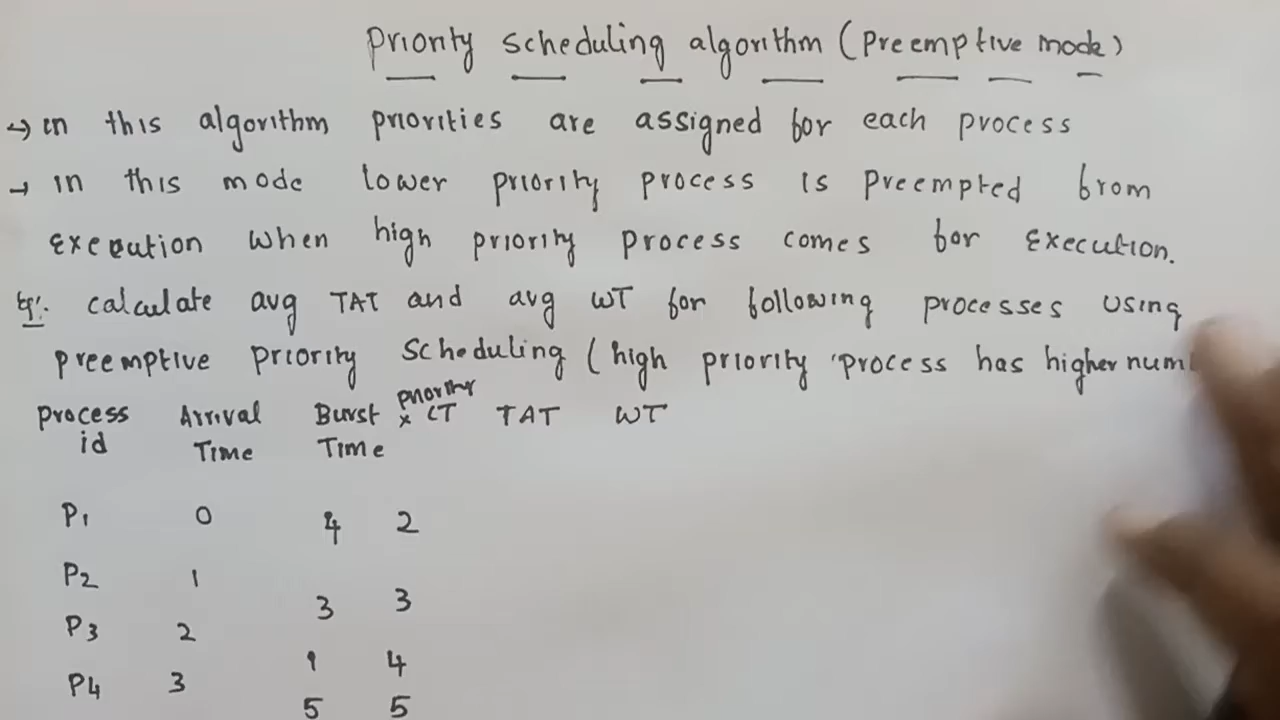 Priority scheduling algorithm (Preemptive mode)
→ in this algorithm priorities are assigned for each process
→ In this mode lower priority process is preempted from
execution when high priority process comes for execution.
Eg:- calculate avg TAT and avg WT for following processes using
preemptive priority scheduling (high priority process has higher num
priority
process Arrival Burst × CT TAT WT
id Time Time
P1 0 4 2
P2 1 3 3
P3 2 1 4
P4 3 5 5